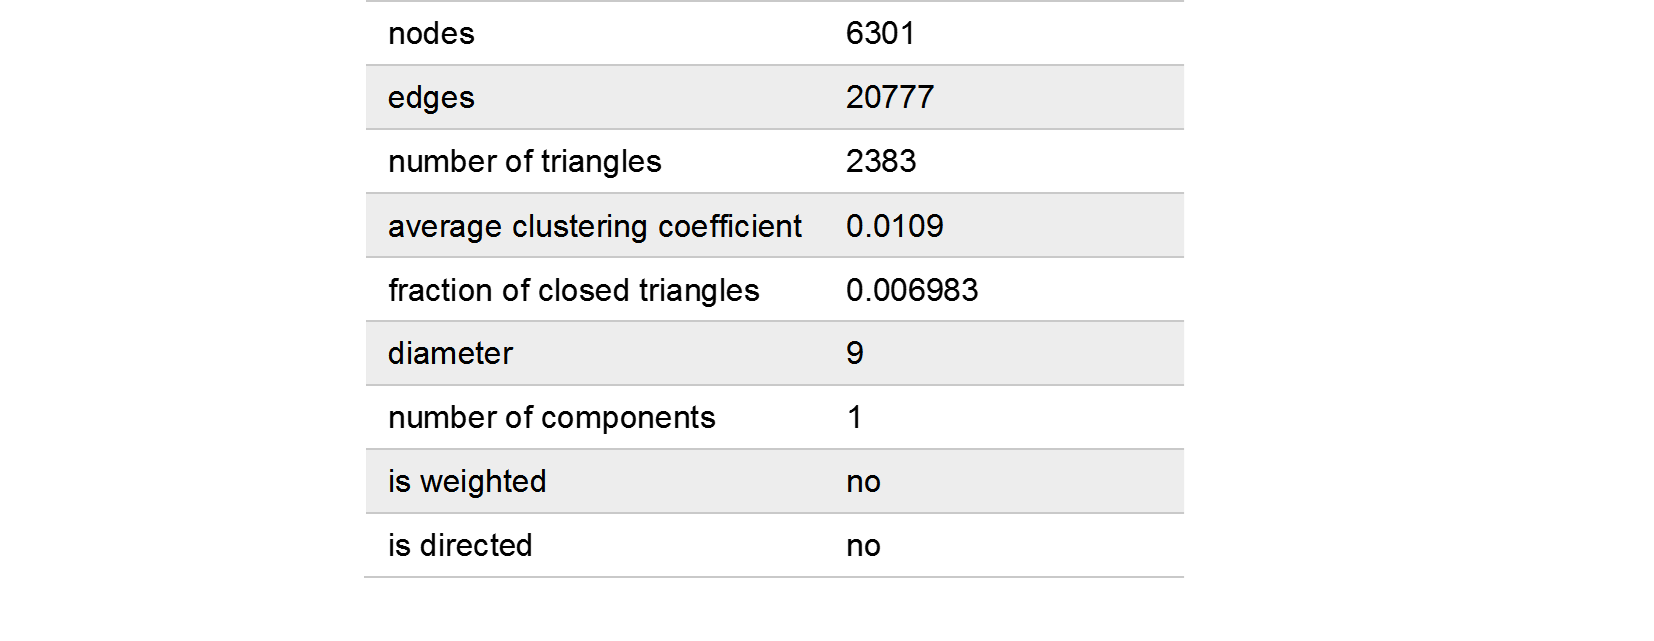 nodes 6301
edges 20777
number of triangles 2383
average clustering coefficient 0.0109
fraction of closed triangles 0.006983
diameter 9
number of components 1
is weighted no
is directed no